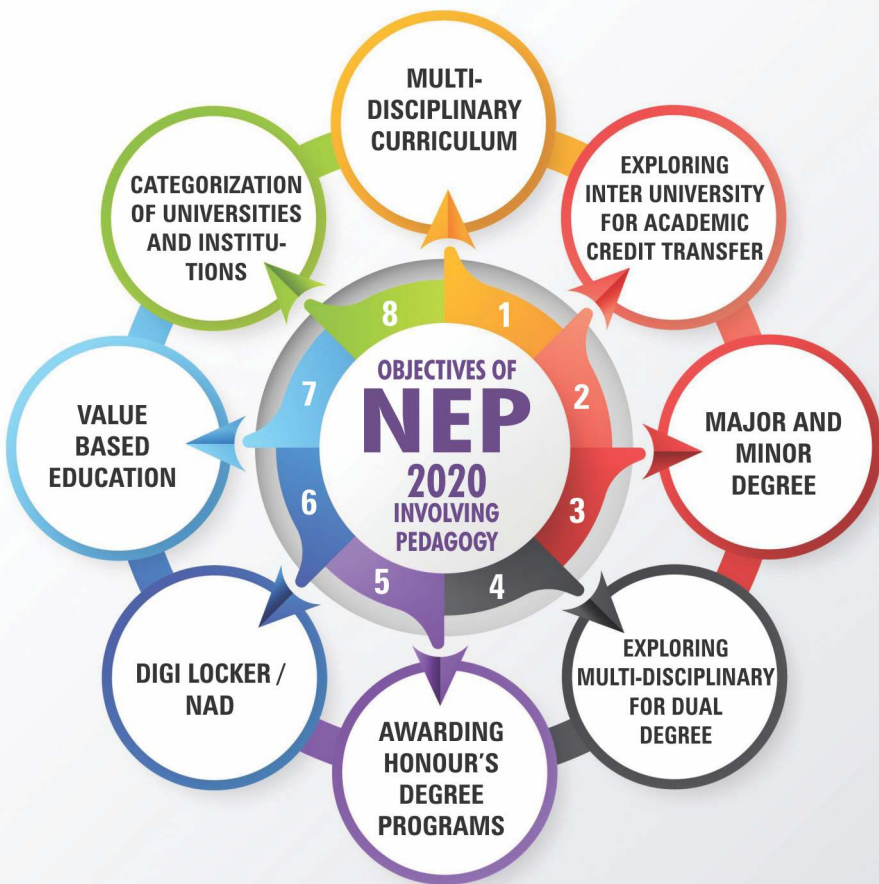 OBJECTIVES OF
NEP
2020
INVOLVING
PEDAGOGY
1
MULTI-
DISCIPLINARY
CURRICULUM
2
EXPLORING
INTER UNIVERSITY
FOR ACADEMIC
CREDIT TRANSFER
3
MAJOR AND
MINOR
DEGREE
4
EXPLORING
MULTI-DISCIPLINARY
FOR DUAL
DEGREE
5
AWARDING
HONOUR'S
DEGREE
PROGRAMS
6
DIGI LOCKER /
NAD
7
VALUE
BASED
EDUCATION
8
CATEGORIZATION
OF UNIVERSITIES
AND INSTITU-
TIONS